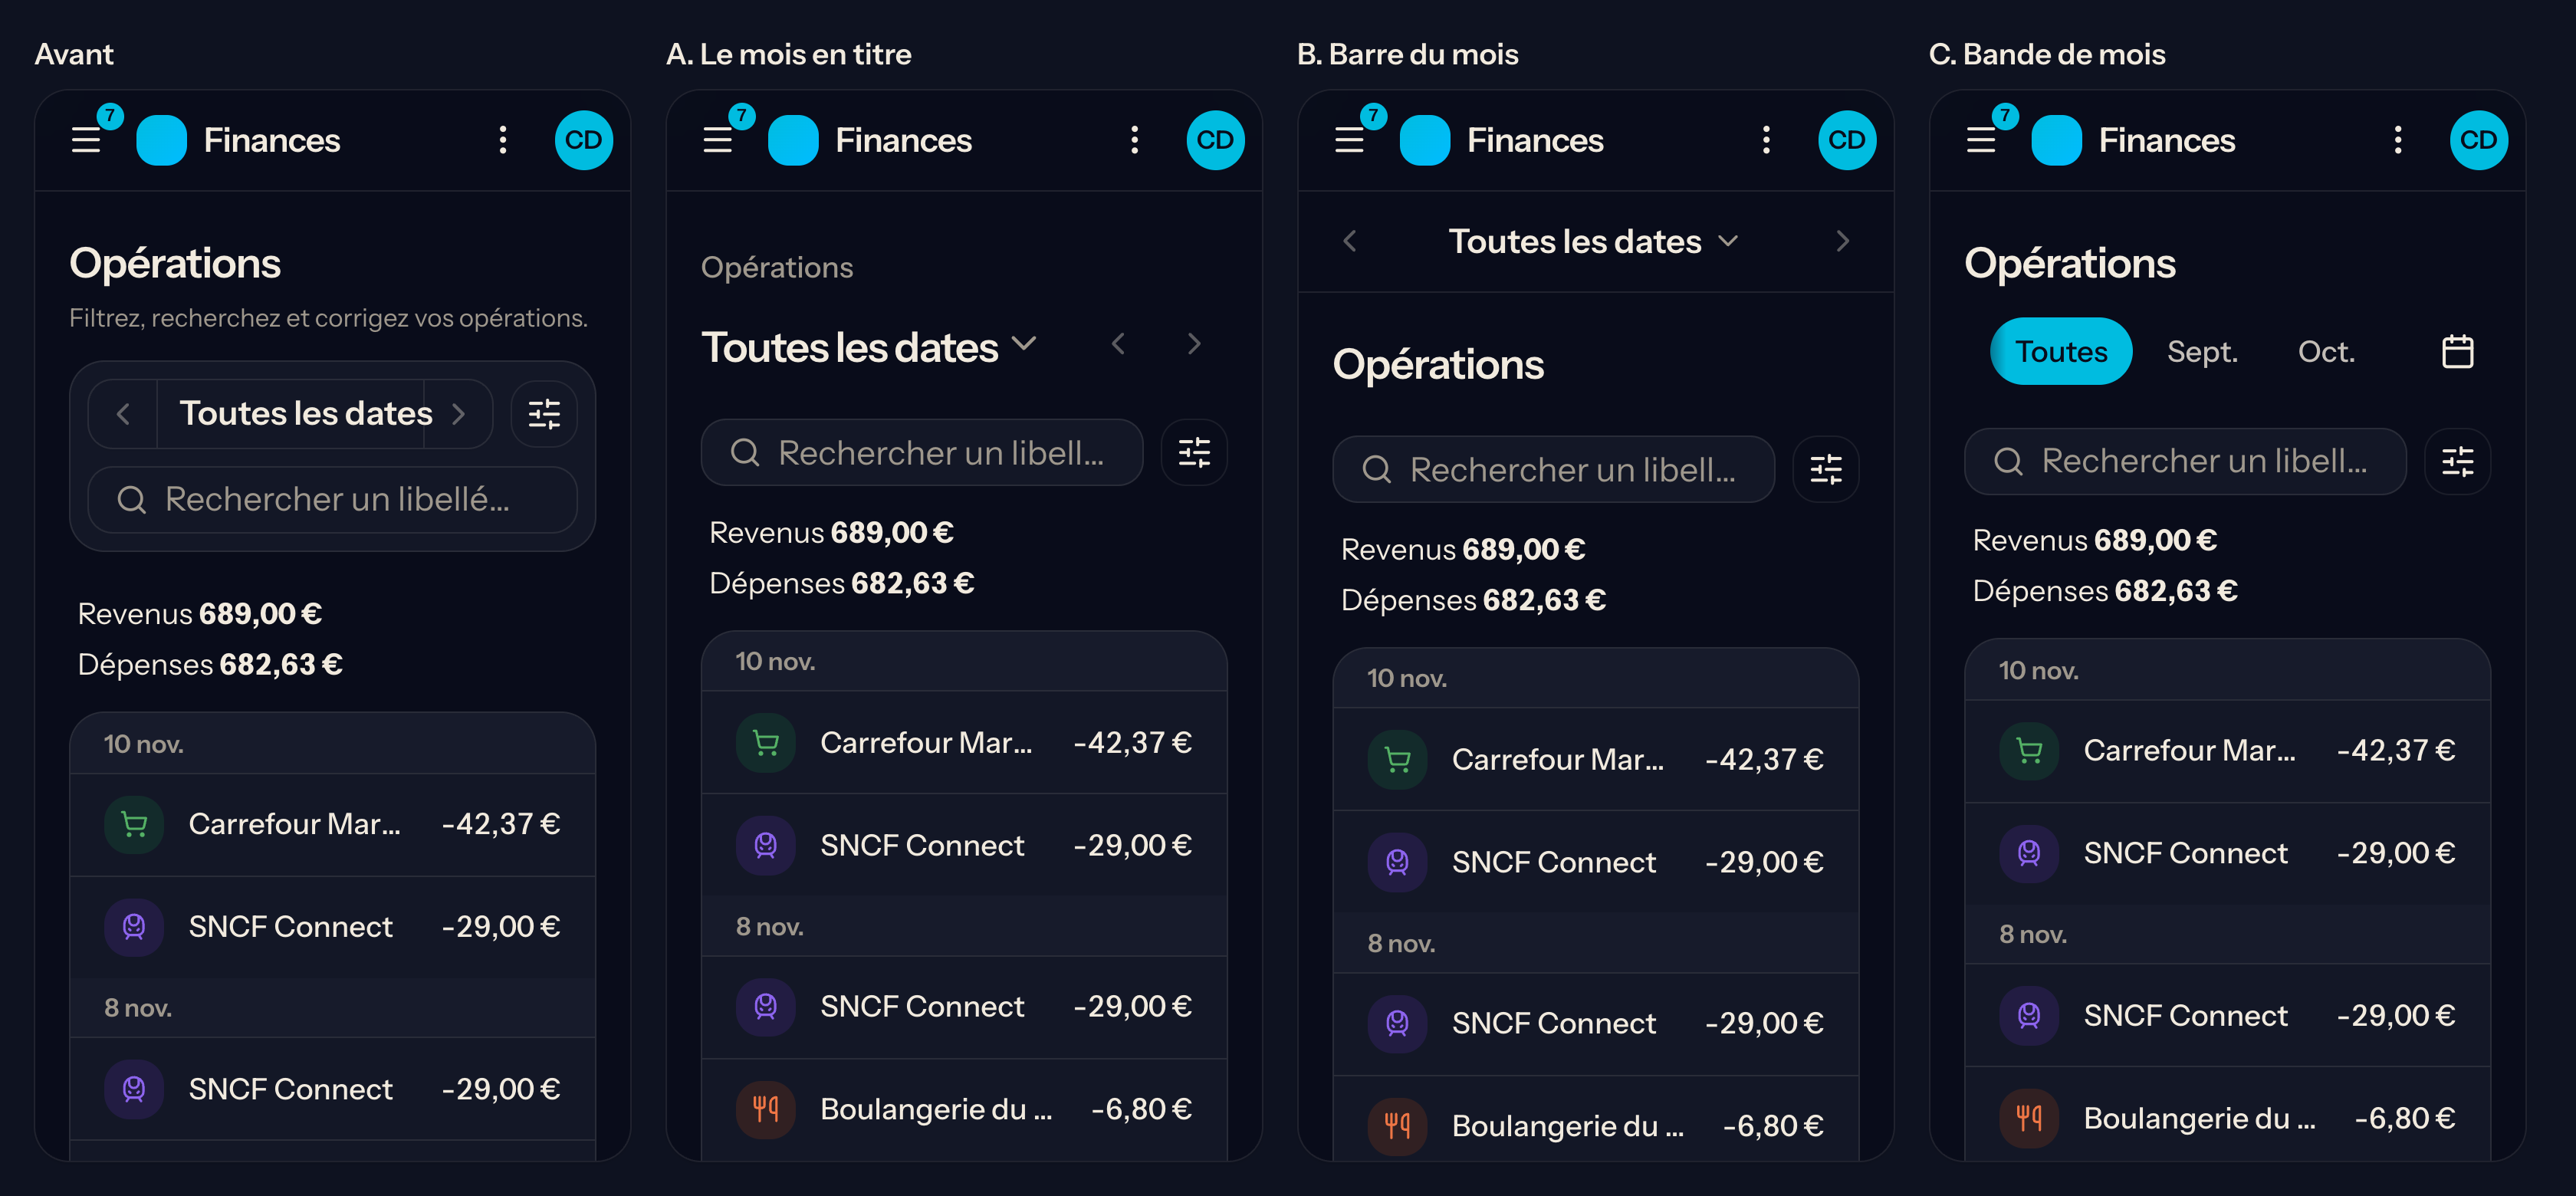 Avant
7
Finances
CD
Opérations
Filtrez, recherchez et corrigez vos opérations.
Toutes les dates
Rechercher un libellé...
Revenus 689,00 €
Dépenses 682,63 €
10 nov.
Carrefour Mar... -42,37 €
SNCF Connect -29,00 €
8 nov.
SNCF Connect -29,00 €
A. Le mois en titre
7
Finances
CD
Opérations
Toutes les dates
Rechercher un libell...
Revenus 689,00 €
Dépenses 682,63 €
10 nov.
Carrefour Mar... -42,37 €
SNCF Connect -29,00 €
8 nov.
SNCF Connect -29,00 €
Boulangerie du ... -6,80 €
B. Barre du mois
7
Finances
CD
Toutes les dates
Opérations
Rechercher un libell...
Revenus 689,00 €
Dépenses 682,63 €
10 nov.
Carrefour Mar... -42,37 €
SNCF Connect -29,00 €
8 nov.
SNCF Connect -29,00 €
Boulangerie du ... -6,80 €
C. Bande de mois
7
Finances
CD
Opérations
Toutes Sept. Oct.
Rechercher un libell...
Revenus 689,00 €
Dépenses 682,63 €
10 nov.
Carrefour Mar... -42,37 €
SNCF Connect -29,00 €
8 nov.
SNCF Connect -29,00 €
Boulangerie du ... -6,80 €